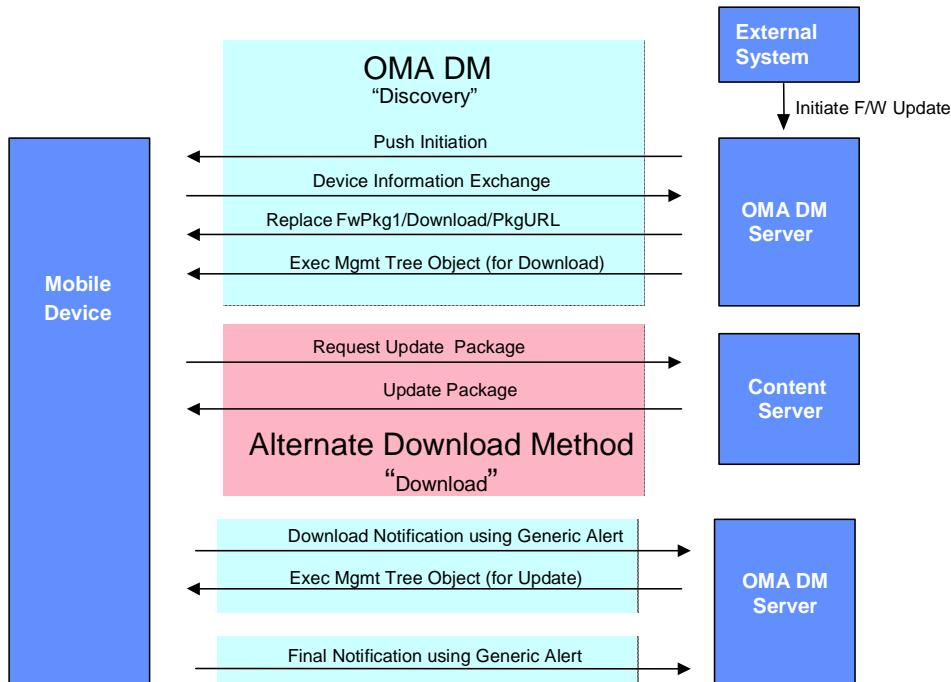 External
System
Initiate F/W Update
OMA DM
“Discovery”
Push Initiation
Device Information Exchange
Replace FwPkg1/Download/PkgURL
Exec Mgmt Tree Object (for Download)
OMA DM
Server
Mobile
Device
Request Update Package
Update Package
Alternate Download Method
“Download”
Content
Server
Download Notification using Generic Alert
Exec Mgmt Tree Object (for Update)
OMA DM
Server
Final Notification using Generic Alert